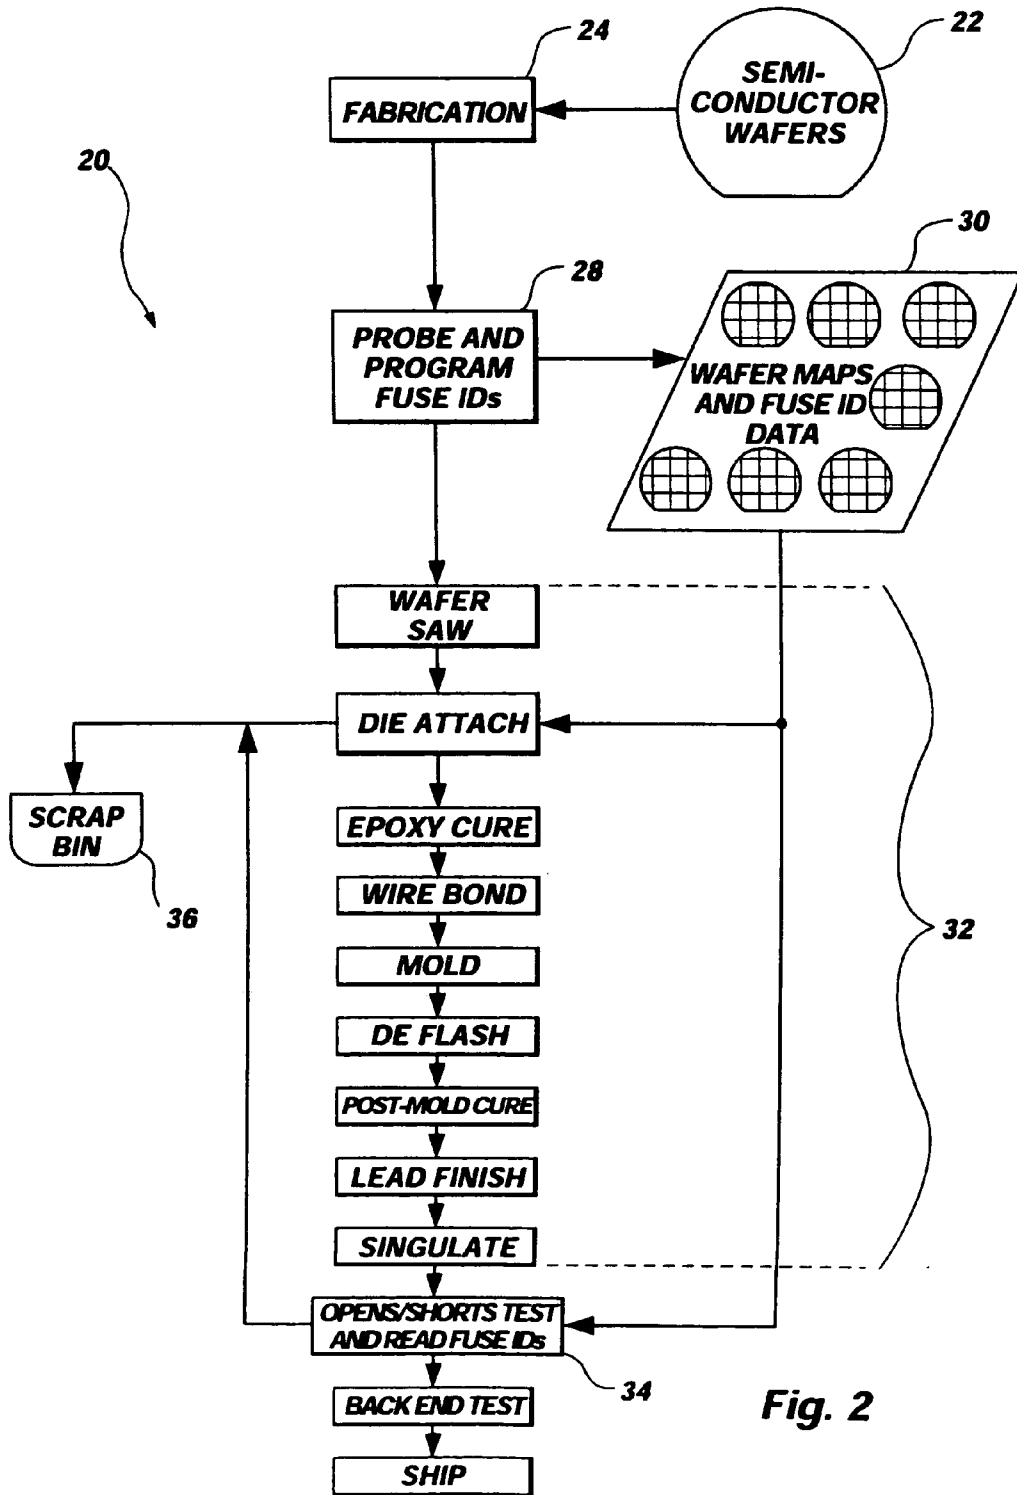 24
22
SEMI-
CONDUCTOR
WAFERS
FABRICATION
20
30
28
PROBE AND
PROGRAM
FUSE IDs
WAFER MAPS
AND FUSE ID
DATA
WAFER
SAW
DIE ATTACH
SCRAP
BIN
36
EPOXY CURE
WIRE BOND
32
MOLD
DE FLASH
POST-MOLD CURE
LEAD FINISH
SINGULATE
OPENS/SHORTS TEST
AND READ FUSE IDs
34
BACK END TEST
Fig. 2
SHIP